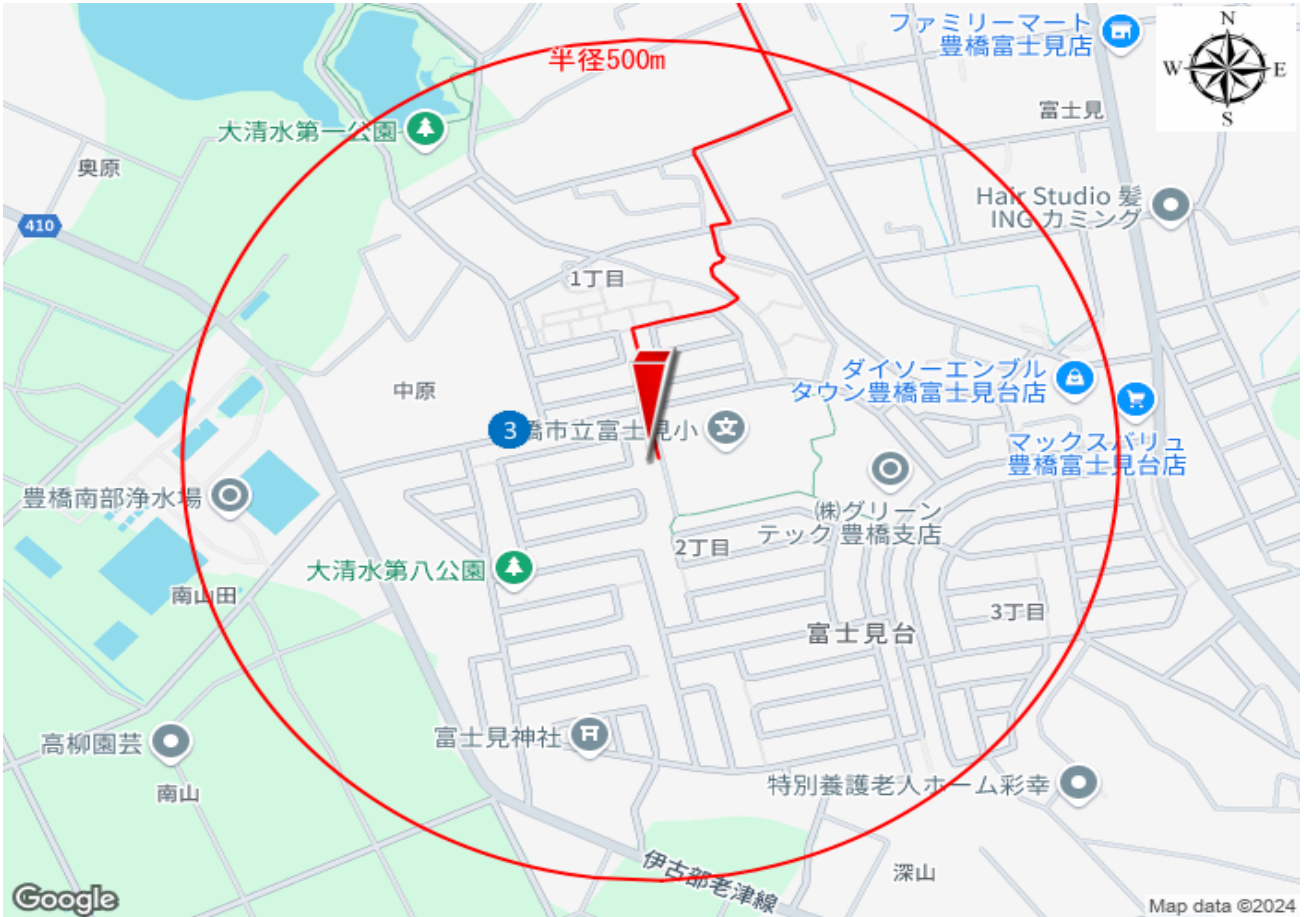 ファミリーマート
豊橋富士見店
N
W
E
S
半径500m
大清水第一公園
富士見
奥原
410
Hair Studio 髪
ING カミング
1丁目
ダイソーエンブル
タウン豊橋富士見台店
中原
3
橋市立富士見小
マックスバリュ
豊橋富士見台店
豊橋南部浄水場
(株)グリーン
テック 豊橋支店
2丁目
大清水第八公園
南山田
3丁目
富士見台
富士見神社
高柳園芸
特別養護老人ホーム彩幸
南山
伊古部老津線
深山
Google
Map data ©2024